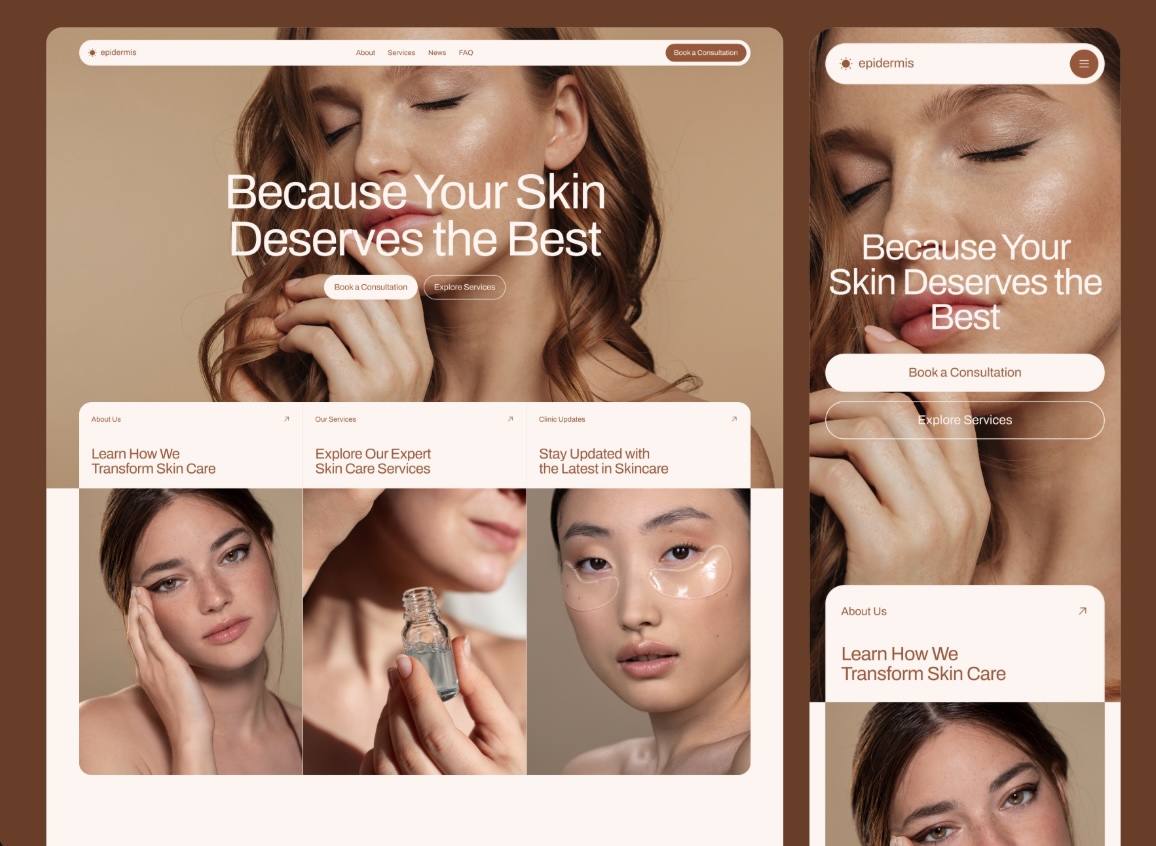 epidermis
About Services News FAQ
Book a Consultation
Because Your Skin
Deserves the Best
Book a Consultation
Explore Services
About Us
Learn How We
Transform Skin Care
Our Services
Explore Our Expert
Skin Care Services
Clinic Updates
Stay Updated with
the Latest in Skincare
epidermis
Because Your
Skin Deserves the
Best
Book a Consultation
Explore Services
About Us
Learn How We
Transform Skin Care